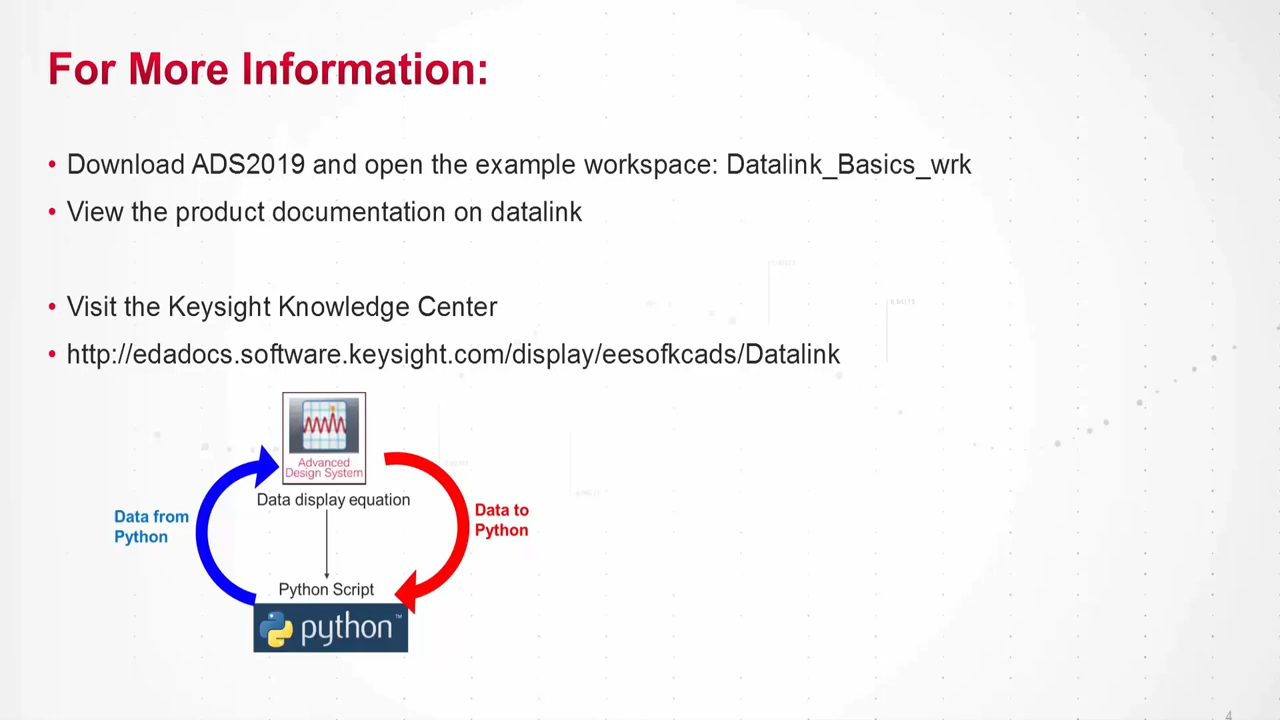 For More Information:
• Download ADS2019 and open the example workspace: Datalink_Basics_wrk
• View the product documentation on datalink
• Visit the Keysight Knowledge Center
• http://edadocs.software.keysight.com/display/eesofkcads/Datalink
Advanced
Design System
Data display equation
Data from
Python
Data to
Python
Python Script
python™
4